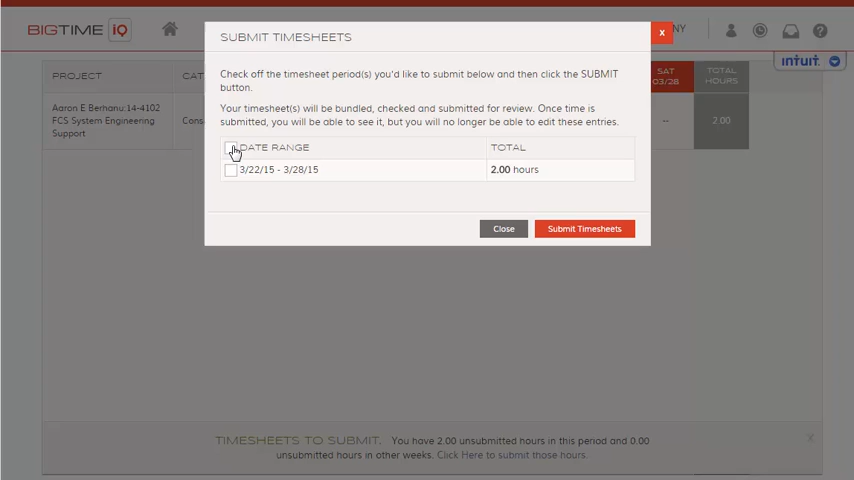 BIGTIME iQ
NY
SUBMIT TIMESHEETS
x
intuit
Check off the timesheet period(s) you'd like to submit below and then click the SUBMIT
button.
Your timesheet(s) will be bundled, checked and submitted for review. Once time is
submitted, you will be able to see it, but you will no longer be able to edit these entries.
DATE RANGE TOTAL
3/22/15 - 3/28/15 2.00 hours
Close Submit Timesheets
PROJECT CAT SAT TOTAL
03/28 HOURS
Aaron E Berhanu:14-4102
FCS System Engineering Cons -- 2.00
Support
TIMESHEETS TO SUBMIT. You have 2.00 unsubmitted hours in this period and 0.00
unsubmitted hours in other weeks. Click Here to submit those hours.
X